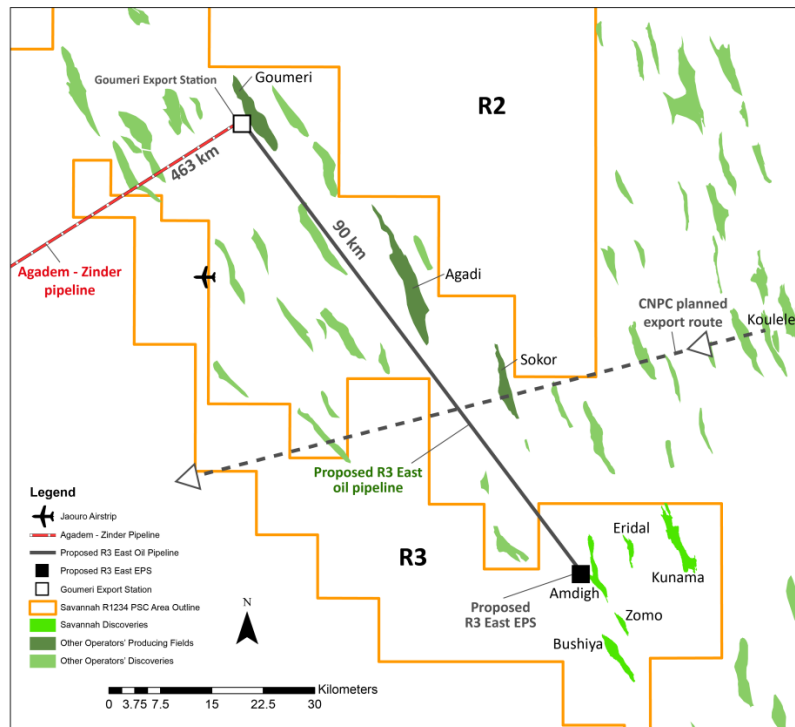 Goumeri Export Station
Goumeri
R2
463 km
90 km
Agadi
Agadem - Zinder
pipeline
CNPC planned
export route
Koulele
Sokor
Proposed R3 East
oil pipeline
R3
Eridal
Kunama
Amdigh
Proposed
R3 East EPS
Zomo
Bushiya
Legend
Jaouro Airstrip
Agadem - Zinder Pipeline
Proposed R3 East Oil Pipeline
Proposed R3 East EPS
Goumeri Export Station
Savannah R1234 PSC Area Outline
Savannah Discoveries
Other Operators' Producing Fields
Other Operators' Discoveries
N
Kilometers
0 3.75 7.5 15 22.5 30